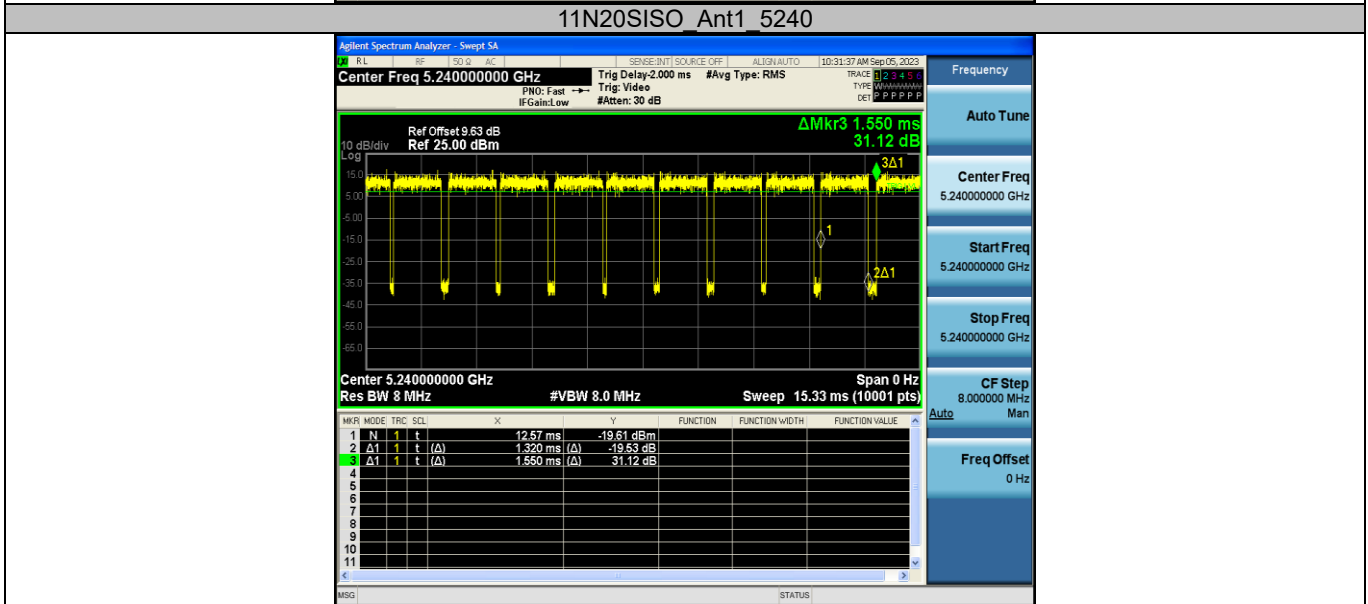 11N20SISO_Ant1_5240
Agilent Spectrum Analyzer - Swept SA
RL RF 50 Ω AC SENSE:INT SOURCE OFF ALIGNAUTO 10:31:37 AM Sep 05, 2023
Center Freq 5.240000000 GHz Trig Delay-2.000 ms #Avg Type: RMS TRACE 1 2 3 4 5 6
PNO: Fast Trig: Video TYPE
IFGain:Low #Atten: 30 dB DET P P P P P P
Frequency
Auto Tune
Center Freq
5.240000000 GHz
Start Freq
5.240000000 GHz
Stop Freq
5.240000000 GHz
CF Step
8.000000 MHz
Auto Man
Freq Offset
0 Hz
ΔMkr3 1.550 ms
31.12 dB
Ref Offset 9.63 dB
10 dB/div Ref 25.00 dBm
Log
15.0
5.00
-5.00
-15.0
-25.0
-35.0
-45.0
-55.0
-65.0
3Δ1
1
2Δ1
Center 5.240000000 GHz Span 0 Hz
Res BW 8 MHz #VBW 8.0 MHz Sweep 15.33 ms (10001 pts)
MKR MODE TRC SCL X Y FUNCTION FUNCTION WIDTH FUNCTION VALUE
1 N 1 t 12.57 ms -19.61 dBm
2 Δ1 1 t (Δ) 1.320 ms (Δ) -19.53 dB
3 Δ1 1 t (Δ) 1.550 ms (Δ) 31.12 dB
4
5
6
7
8
9
10
11
MSG STATUS